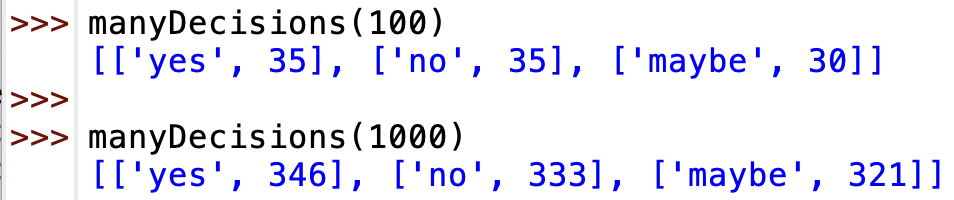 >>> manyDecisions(100)
[['yes', 35], ['no', 35], ['maybe', 30]]
>>>
>>> manyDecisions(1000)
[['yes', 346], ['no', 333], ['maybe', 321]]